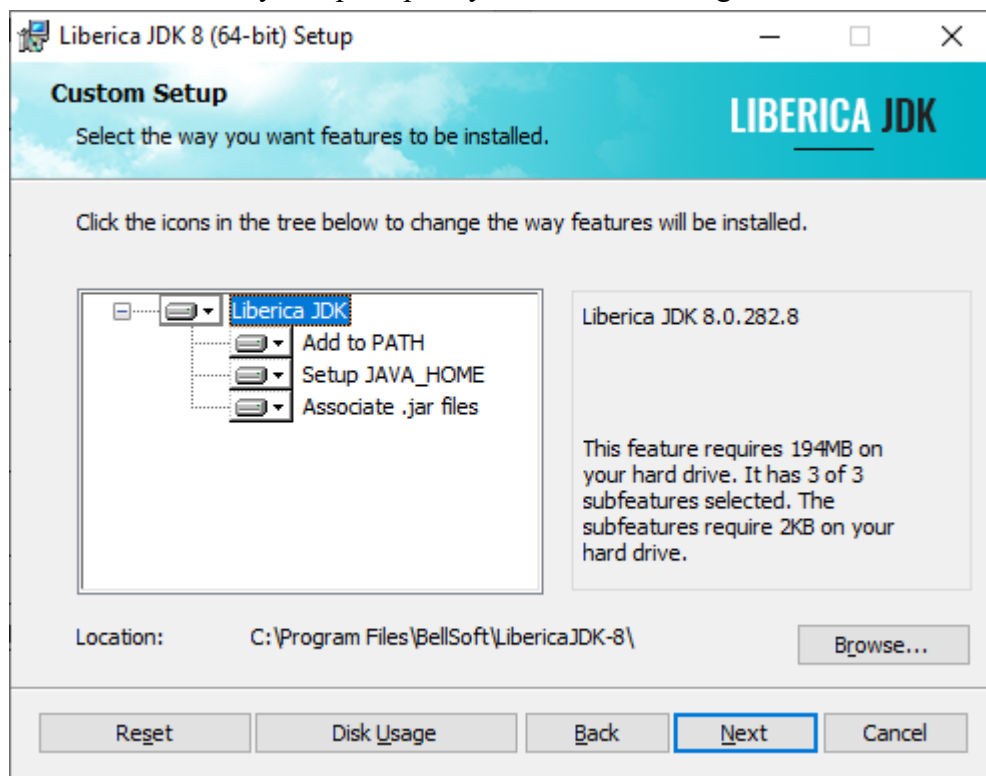 Liberica JDK 8 (64-bit) Setup
Custom Setup
Select the way you want features to be installed.
LIBERICA JDK
Click the icons in the tree below to change the way features will be installed.
Liberica JDK
Add to PATH
Setup JAVA_HOME
Associate .jar files
Liberica JDK 8.0.282.8
This feature requires 194MB on
your hard drive. It has 3 of 3
subfeatures selected. The
subfeatures require 2KB on your
hard drive.
Location: C:\Program Files\BellSoft\LibericaJDK-8\
Browse...
Reset Disk Usage Back Next Cancel